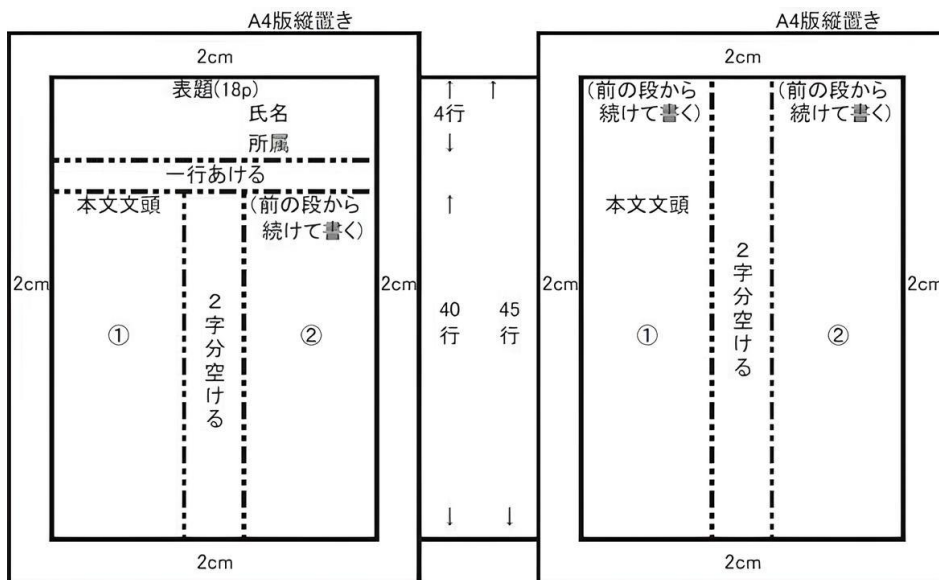 A4版縦置き
2cm
表題(18p)
氏名
所属
一行あける
本文文頭
(前の段から
続けて書く)
2cm
2cm
①
2字分空ける
②
2cm
↑ ↑
4行
↓
↑
40 45
行 行
↓ ↓
A4版縦置き
2cm
(前の段から
続けて書く)
(前の段から
続けて書く)
本文文頭
2字分空ける
2cm
①
②
2cm